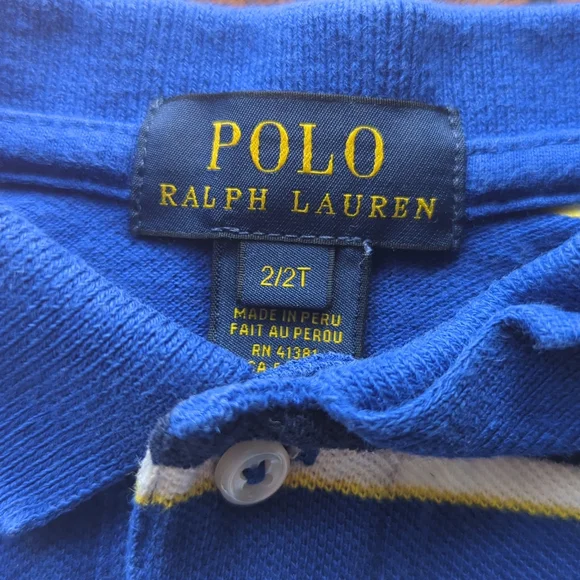 POLO
RALPH LAUREN
2/2T
MADE IN PERU
FAIT AU PEROU
RN 41381